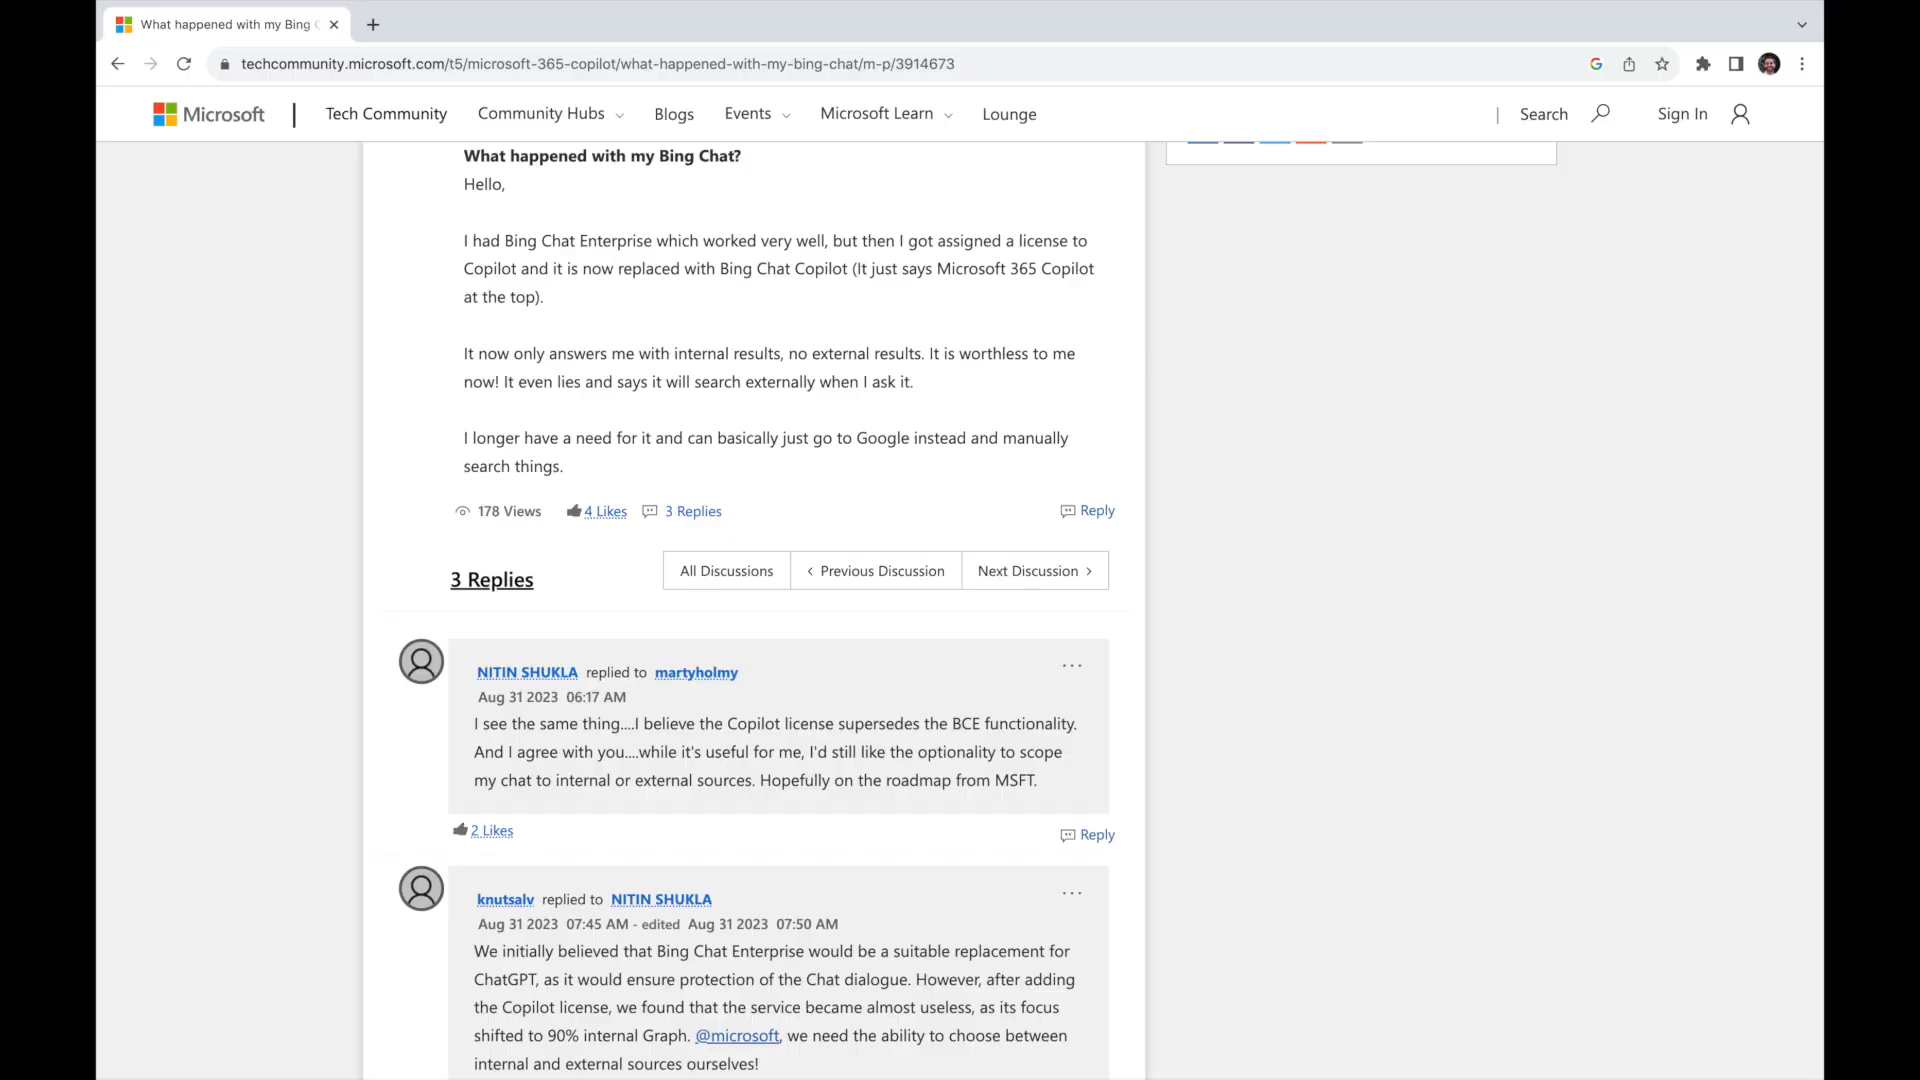 What happened with my Bing C
techcommunity.microsoft.com/t5/microsoft-365-copilot/what-happened-with-my-bing-chat/m-p/3914673
Microsoft
Tech Community
Community Hubs
Blogs
Events
Microsoft Learn
Lounge
Search
Sign In
What happened with my Bing Chat?
Hello,
I had Bing Chat Enterprise which worked very well, but then I got assigned a license to
Copilot and it is now replaced with Bing Chat Copilot (It just says Microsoft 365 Copilot
at the top).
It now only answers me with internal results, no external results. It is worthless to me
now! It even lies and says it will search externally when I ask it.
I longer have a need for it and can basically just go to Google instead and manually
search things.
178 Views
4 Likes
3 Replies
Reply
3 Replies
All Discussions
‹ Previous Discussion
Next Discussion ›
NITIN SHUKLA replied to martyholmy
Aug 31 2023 06:17 AM
I see the same thing....I believe the Copilot license supersedes the BCE functionality.
And I agree with you....while it's useful for me, I'd still like the optionality to scope
my chat to internal or external sources. Hopefully on the roadmap from MSFT.
2 Likes
Reply
knutsalv replied to NITIN SHUKLA
Aug 31 2023 07:45 AM - edited Aug 31 2023 07:50 AM
We initially believed that Bing Chat Enterprise would be a suitable replacement for
ChatGPT, as it would ensure protection of the Chat dialogue. However, after adding
the Copilot license, we found that the service became almost useless, as its focus
shifted to 90% internal Graph. @microsoft, we need the ability to choose between
internal and external sources ourselves!